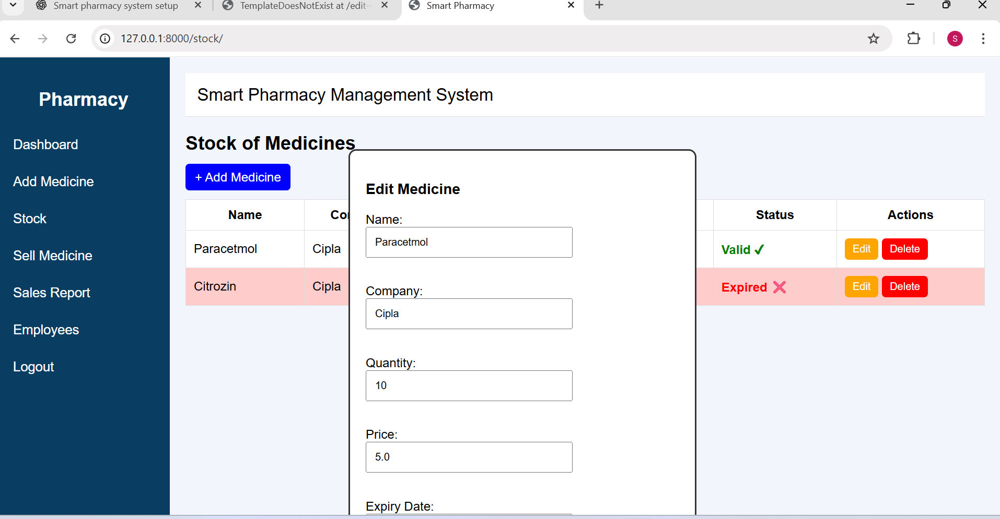 Smart pharmacy system setup
TemplateDoesNotExist at /edit-
Smart Pharmacy
127.0.0.1:8000/stock/
S
Pharmacy
Dashboard
Add Medicine
Stock
Sell Medicine
Sales Report
Employees
Logout
Smart Pharmacy Management System
Stock of Medicines
+ Add Medicine
Name Co Status Actions
Paracetmol Cipla Valid ✓ Edit Delete
Citrozin Cipla Expired ❌ Edit Delete
Edit Medicine
Name:
Paracetmol
Company:
Cipla
Quantity:
10
Price:
5.0
Expiry Date: